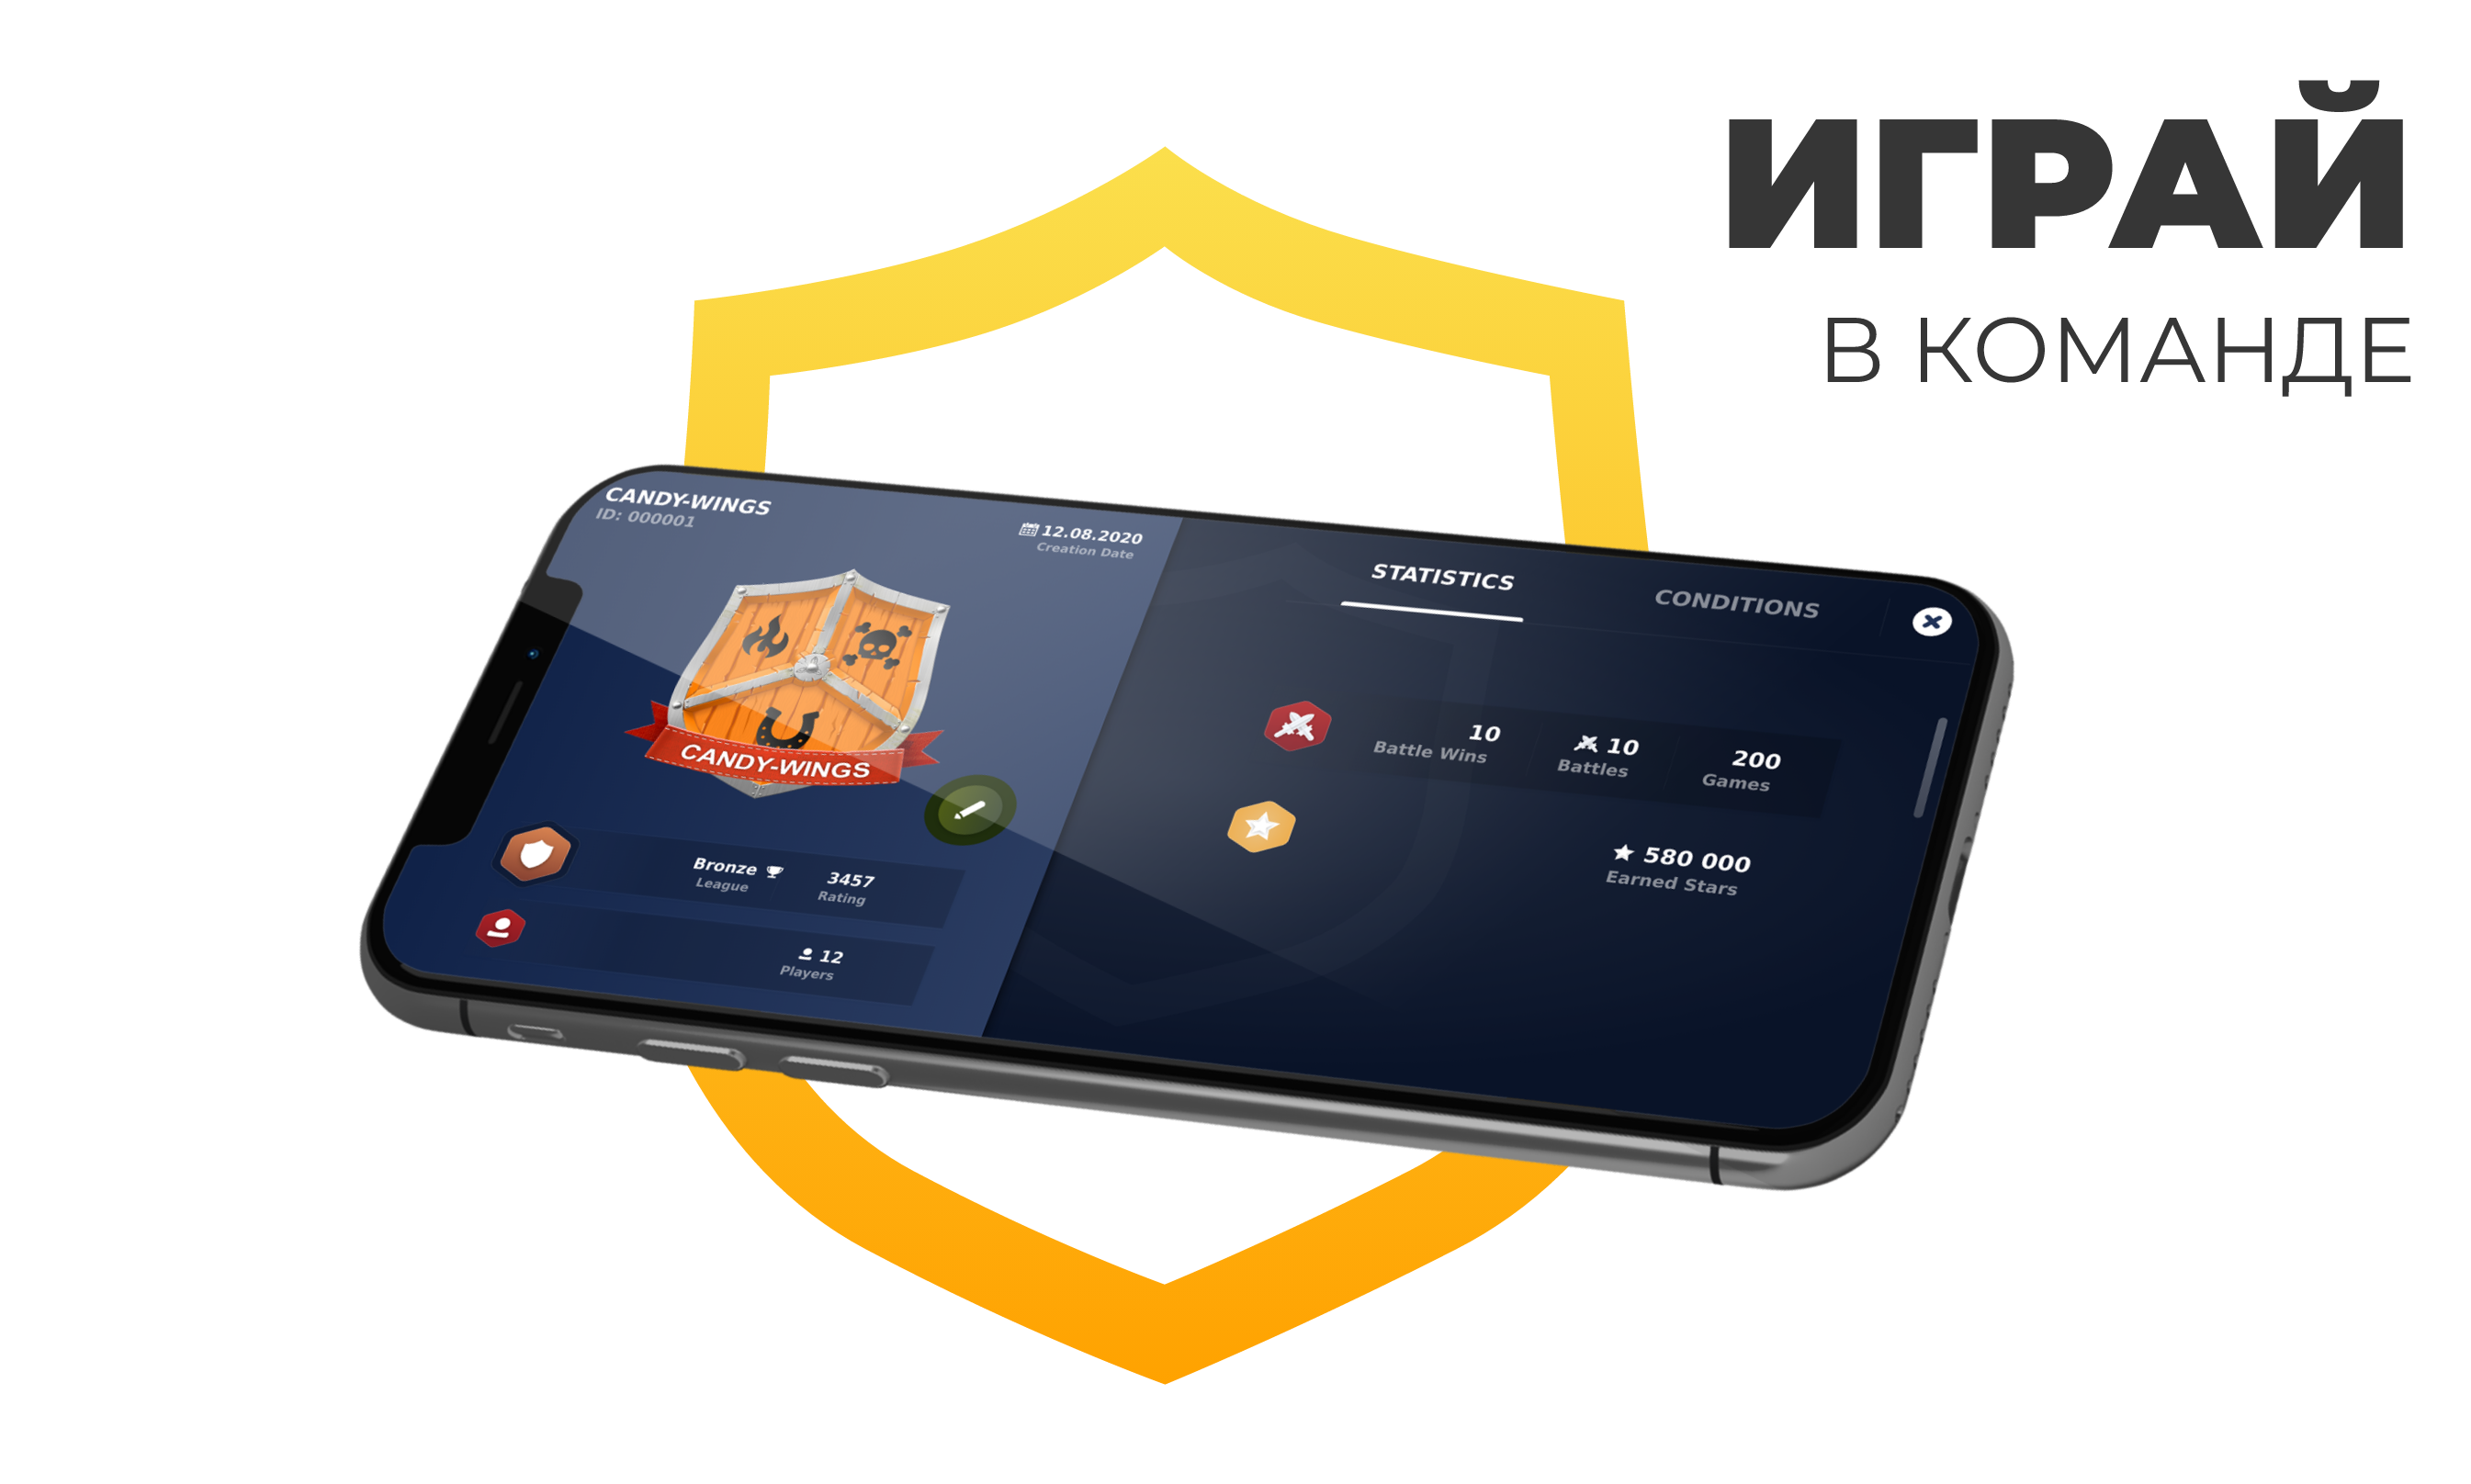 ИГРАЙ
В КОМАНДЕ
CANDY-WINGS
ID: 000001
12.08.2020
Creation Date
CANDY-WINGS
Bronze
League
3457
Rating
12
Players
STATISTICS
CONDITIONS
10
Battle Wins
10
Battles
200
Games
580 000
Earned Stars